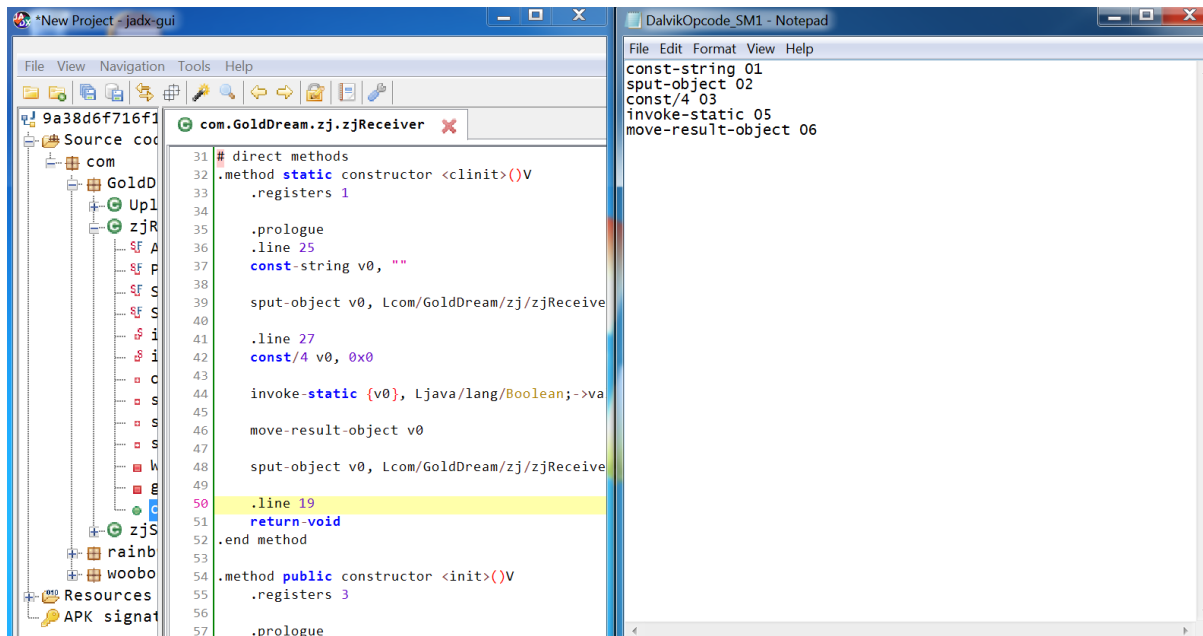 *New Project - jadx-gui
File View Navigation Tools Help
9a38d6f716f1
Source cod
com
GoldD
Upl
zjR
A
P
S
S
i
i
o
s
s
s
W
g
c
zjS
rainb
woobo
Resources
APK signat
com.GoldDream.zj.zjReceiver
31 # direct methods
32 .method static constructor <clinit>()V
33 .registers 1
34
35 .prologue
36 .line 25
37 const-string v0, ""
38
39 sput-object v0, Lcom/GoldDream/zj/zjReceive
40
41 .line 27
42 const/4 v0, 0x0
43
44 invoke-static {v0}, Ljava/lang/Boolean;->va
45
46 move-result-object v0
47
48 sput-object v0, Lcom/GoldDream/zj/zjReceive
49
50 .line 19
51 return-void
52 .end method
53
54 .method public constructor <init>()V
55 .registers 3
56
57 .prologue
DalvikOpcode_SM1 - Notepad
File Edit Format View Help
const-string 01
sput-object 02
const/4 03
invoke-static 05
move-result-object 06